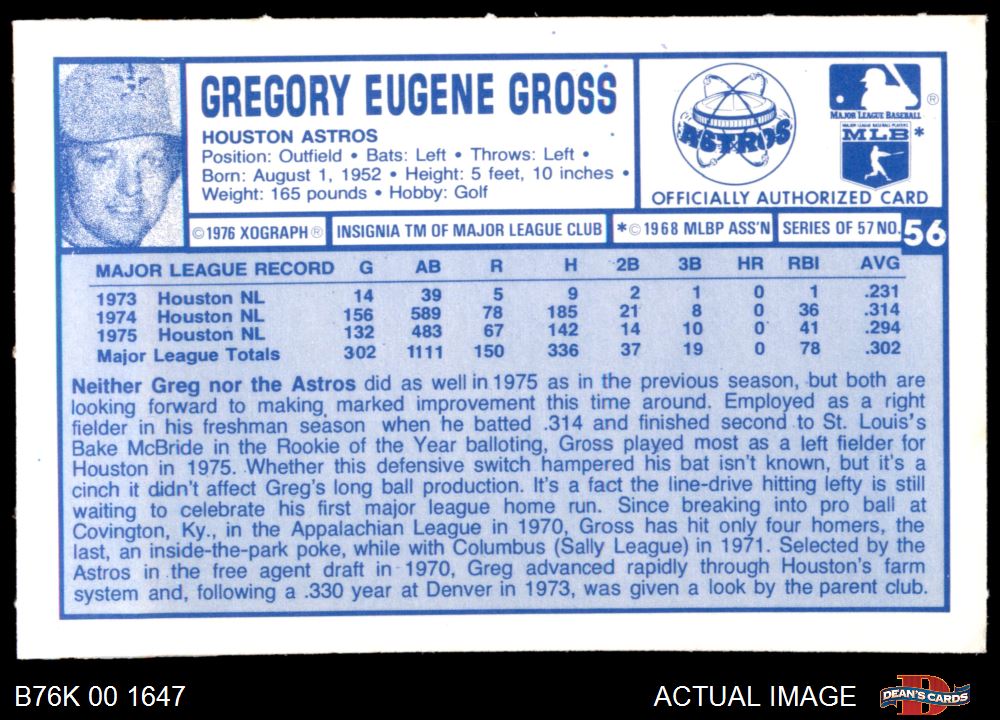 GREGORY EUGENE GROSS
HOUSTON ASTROS
Position: Outfield • Bats: Left • Throws: Left •
Born: August 1, 1952 • Height: 5 feet, 10 inches •
Weight: 165 pounds • Hobby: Golf
ASTROS
MAJOR LEAGUE BASEBALL ®
MAJOR LEAGUE BASEBALL PLAYERS
MLB*
OFFICIALLY AUTHORIZED CARD
©1976 XOGRAPH® INSIGNIA TM OF MAJOR LEAGUE CLUB *©1968 MLBP ASS'N SERIES OF 57 NO. 56
MAJOR LEAGUE RECORD G AB R H 2B 3B HR RBI AVG
1973 Houston NL 14 39 5 9 2 1 0 1 .231
1974 Houston NL 156 589 78 185 21 8 0 36 .314
1975 Houston NL 132 483 67 142 14 10 0 41 .294
Major League Totals 302 1111 150 336 37 19 0 78 .302
Neither Greg nor the Astros did as well in 1975 as in the previous season, but both are
looking forward to making marked improvement this time around. Employed as a right
fielder in his freshman season when he batted .314 and finished second to St. Louis's
Bake McBride in the Rookie of the Year balloting, Gross played most as a left fielder for
Houston in 1975. Whether this defensive switch hampered his bat isn't known, but it's a
cinch it didn't affect Greg's long ball production. It's a fact the line-drive hitting lefty is still
waiting to celebrate his first major league home run. Since breaking into pro ball at
Covington, Ky., in the Appalachian League in 1970, Gross has hit only four homers, the
last, an inside-the-park poke, while with Columbus (Sally League) in 1971. Selected by the
Astros in the free agent draft in 1970, Greg advanced rapidly through Houston's farm
system and, following a .330 year at Denver in 1973, was given a look by the parent club.
B76K 00 1647
ACTUAL IMAGE
DEAN'S CARDS